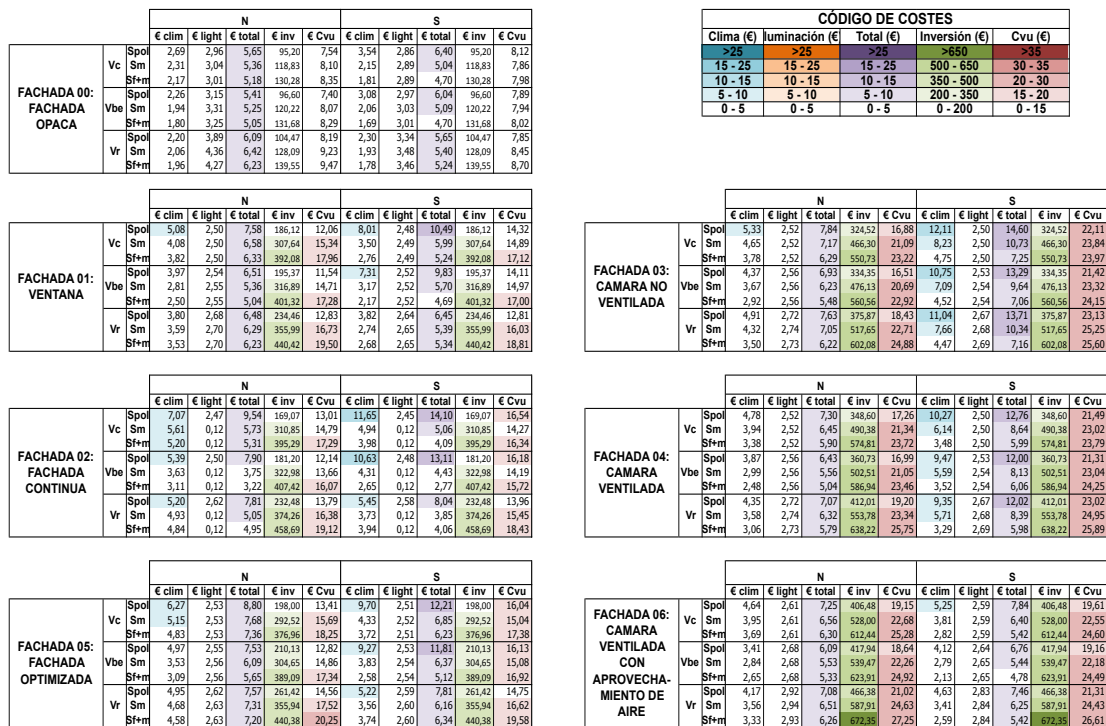 N S
€ clim € light € total € inv € Cvu € clim € light € total € inv € Cvu
FACHADA 00: FACHADA OPACA
Vc Spol 2,69 2,96 5,65 95,20 7,54 3,54 2,86 6,40 95,20 8,12
Sm 2,31 3,04 5,36 118,83 8,10 2,15 2,89 5,04 118,83 7,86
Sf+m 2,17 3,01 5,18 130,28 8,35 1,81 2,89 4,70 130,28 7,98
Vbe Spol 2,26 3,15 5,41 96,60 7,40 3,08 2,97 6,04 96,60 7,89
Sm 1,94 3,31 5,25 120,22 8,07 2,06 3,03 5,09 120,22 7,94
Sf+m 1,80 3,25 5,05 131,68 8,29 1,69 3,01 4,70 131,68 8,02
Vr Spol 2,20 3,89 6,09 104,47 8,19 2,30 3,34 5,65 104,47 7,85
Sm 2,06 4,36 6,42 128,09 9,23 1,93 3,48 5,40 128,09 8,45
Sf+m 1,96 4,27 6,23 139,55 9,47 1,78 3,46 5,24 139,55 8,70
CÓDIGO DE COSTES
Clima (€) luminación (€ Total (€) Inversión (€) Cvu (€)
>25 >25 >25 >650 >35
15 - 25 15 - 25 15 - 25 500 - 650 30 - 35
10 - 15 10 - 15 10 - 15 350 - 500 20 - 30
5 - 10 5 - 10 5 - 10 200 - 350 15 - 20
0 - 5 0 - 5 0 - 5 0 - 200 0 - 15
N S
€ clim € light € total € inv € Cvu € clim € light € total € inv € Cvu
FACHADA 01: VENTANA
Vc Spol 5,08 2,50 7,58 186,12 12,06 8,01 2,48 10,49 186,12 14,32
Sm 4,08 2,50 6,58 307,64 15,34 3,50 2,49 5,99 307,64 14,89
Sf+m 3,82 2,50 6,33 392,08 17,96 2,76 2,49 5,24 392,08 17,12
Vbe Spol 3,97 2,54 6,51 195,37 11,54 7,31 2,52 9,83 195,37 14,11
Sm 2,81 2,55 5,36 316,89 14,71 3,17 2,52 5,70 316,89 14,97
Sf+m 2,50 2,55 5,04 401,32 17,28 2,17 2,52 4,69 401,32 17,00
Vr Spol 3,80 2,68 6,48 234,46 12,83 3,82 2,64 6,45 234,46 12,81
Sm 3,59 2,70 6,29 355,99 16,73 2,74 2,65 5,39 355,99 16,03
Sf+m 3,53 2,70 6,23 440,42 19,50 2,68 2,65 5,34 440,42 18,81
N S
€ clim € light € total € inv € Cvu € clim € light € total € inv € Cvu
FACHADA 03: CAMARA NO VENTILADA
Vc Spol 5,33 2,52 7,84 324,52 16,88 12,11 2,50 14,60 324,52 22,11
Sm 4,65 2,52 7,17 466,30 21,09 8,23 2,50 10,73 466,30 23,84
Sf+m 3,78 2,52 6,29 550,73 23,22 4,75 2,50 7,25 550,73 23,97
Vbe Spol 4,37 2,56 6,93 334,35 16,51 10,75 2,53 13,29 334,35 21,42
Sm 3,67 2,56 6,23 476,13 20,69 7,09 2,54 9,64 476,13 23,32
Sf+m 2,92 2,56 5,48 560,56 22,92 4,52 2,54 7,06 560,56 24,15
Vr Spol 4,91 2,72 7,63 375,87 18,43 11,04 2,67 13,71 375,87 23,13
Sm 4,32 2,74 7,05 517,65 22,71 7,66 2,68 10,34 517,65 25,25
Sf+m 3,50 2,73 6,22 602,08 24,88 4,47 2,69 7,16 602,08 25,60
N S
€ clim € light € total € inv € Cvu € clim € light € total € inv € Cvu
FACHADA 02: FACHADA CONTINUA
Vc Spol 7,07 2,47 9,54 169,07 13,01 11,65 2,45 14,10 169,07 16,54
Sm 5,61 0,12 5,73 310,85 14,79 4,94 0,12 5,06 310,85 14,27
Sf+m 5,20 0,12 5,31 395,29 17,29 3,98 0,12 4,09 395,29 16,34
Vbe Spol 5,39 2,50 7,90 181,20 12,14 10,63 2,48 13,11 181,20 16,18
Sm 3,63 0,12 3,75 322,98 13,66 4,31 0,12 4,43 322,98 14,19
Sf+m 3,11 0,12 3,22 407,42 16,07 2,65 0,12 2,77 407,42 15,72
Vr Spol 5,20 2,62 7,81 232,48 13,79 5,45 2,58 8,04 232,48 13,96
Sm 4,93 0,12 5,05 374,26 16,38 3,73 0,12 3,85 374,26 15,45
Sf+m 4,84 0,12 4,95 458,69 19,12 3,94 0,12 4,06 458,69 18,43
N S
€ clim € light € total € inv € Cvu € clim € light € total € inv € Cvu
FACHADA 04: CAMARA VENTILADA
Vc Spol 4,78 2,52 7,30 348,60 17,26 10,27 2,50 12,76 348,60 21,49
Sm 3,94 2,52 6,45 490,38 21,34 6,14 2,50 8,64 490,38 23,02
Sf+m 3,38 2,52 5,90 574,81 23,72 3,48 2,50 5,99 574,81 23,79
Vbe Spol 3,87 2,56 6,43 360,73 16,99 9,47 2,53 12,00 360,73 21,31
Sm 2,99 2,56 5,56 502,51 21,05 5,59 2,54 8,13 502,51 23,04
Sf+m 2,48 2,56 5,04 586,94 23,46 3,52 2,54 6,06 586,94 24,25
Vr Spol 4,35 2,72 7,07 412,01 19,20 9,35 2,67 12,02 412,01 23,02
Sm 3,58 2,74 6,32 553,78 23,34 5,71 2,68 8,39 553,78 24,95
Sf+m 3,06 2,73 5,79 638,22 25,75 3,29 2,69 5,98 638,22 25,89
N S
€ clim € light € total € inv € Cvu € clim € light € total € inv € Cvu
FACHADA 05: FACHADA OPTIMIZADA
Vc Spol 6,27 2,53 8,80 198,00 13,41 9,70 2,51 12,21 198,00 16,04
Sm 5,15 2,53 7,68 292,52 15,69 4,33 2,52 6,85 292,52 15,04
Sf+m 4,83 2,53 7,36 376,96 18,25 3,72 2,51 6,23 376,96 17,38
Vbe Spol 4,97 2,55 7,53 210,13 12,82 9,27 2,53 11,81 210,13 16,13
Sm 3,53 2,56 6,09 304,65 14,86 3,83 2,54 6,37 304,65 15,08
Sf+m 3,09 2,56 5,65 389,09 17,33 2,58 2,54 5,12 389,09 16,92
Vr Spol 4,95 2,62 7,57 261,42 14,56 5,22 2,59 7,81 261,42 14,75
Sm 4,68 2,63 7,31 355,94 17,52 3,56 2,60 6,16 355,94 16,62
Sf+m 4,58 2,63 7,20 440,38 20,25 3,74 2,60 6,34 440,38 19,58
N S
€ clim € light € total € inv € Cvu € clim € light € total € inv € Cvu
FACHADA 06: CAMARA VENTILADA CON APROVECHA- MIENTO DE AIRE
Vc Spol 4,64 2,61 7,25 406,48 19,15 5,25 2,59 7,84 406,48 19,61
Sm 3,95 2,61 6,56 528,00 22,68 3,81 2,59 6,40 528,00 22,55
Sf+m 3,69 2,61 6,30 612,44 25,28 2,82 2,59 5,42 612,44 24,60
Vbe Spol 3,41 2,68 6,09 417,94 18,64 4,12 2,64 6,76 417,94 19,16
Sm 2,84 2,68 5,53 539,47 22,26 2,79 2,65 5,44 539,47 22,18
Sf+m 2,65 2,68 5,33 623,91 24,92 2,13 2,65 4,78 623,91 24,49
Vr Spol 4,17 2,92 7,08 466,38 21,02 4,63 2,83 7,46 466,38 21,31
Sm 3,57 2,94 6,51 587,91 24,63 3,41 2,84 6,25 587,91 24,43
Sf+m 3,33 2,93 6,26 672,35 27,25 2,59 2,84 5,43 672,35 26,61